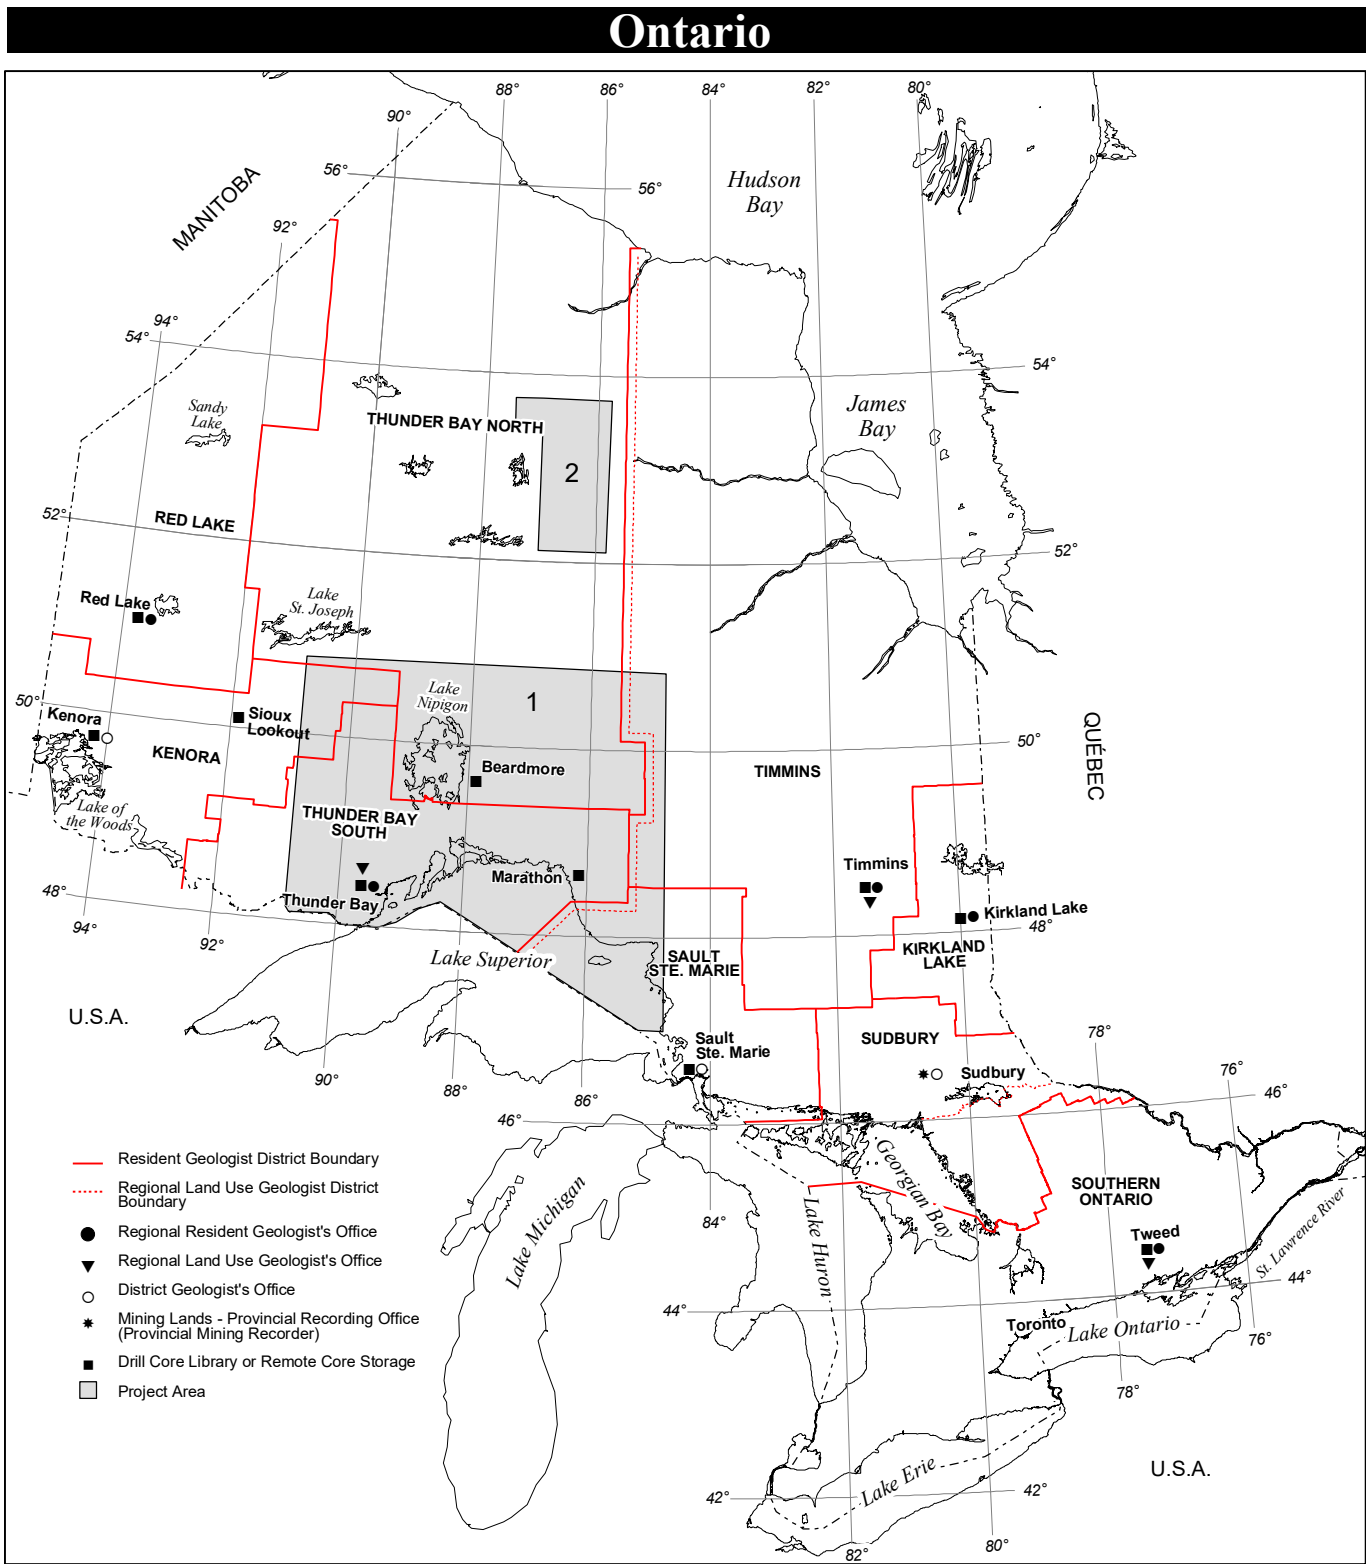 Ontario
88°
86°
84°
82°
80°
90°
56°
56°
Hudson
Bay
MANITOBA
92°
94°
54°
54°
Sandy
Lake
THUNDER BAY NORTH
James
Bay
2
52°
RED LAKE
52°
Red Lake
Lake
St. Joseph
50°
Kenora
Sioux
Lookout
KENORA
Lake
Nipigon
1
Beardmore
TIMMINS
50°
QUÉBEC
Lake of
the Woods
THUNDER BAY
SOUTH
Timmins
Marathon
48°
Thunder Bay
Kirkland Lake
48°
94°
92°
KIRKLAND
LAKE
Lake Superior
SAULT
STE. MARIE
U.S.A.
Sault
Ste. Marie
SUDBURY
Sudbury
78°
76°
46°
90°
88°
86°
46°
Resident Geologist District Boundary
Regional Land Use Geologist District
Boundary
Regional Resident Geologist's Office
Regional Land Use Geologist's Office
District Geologist's Office
Mining Lands - Provincial Recording Office
(Provincial Mining Recorder)
Drill Core Library or Remote Core Storage
Project Area
Lake Michigan
84°
Lake Huron
Georgian Bay
SOUTHERN
ONTARIO
Tweed
St. Lawrence River
44°
44°
Toronto
Lake Ontario
76°
78°
Lake Erie
U.S.A.
42°
42°
82°
80°